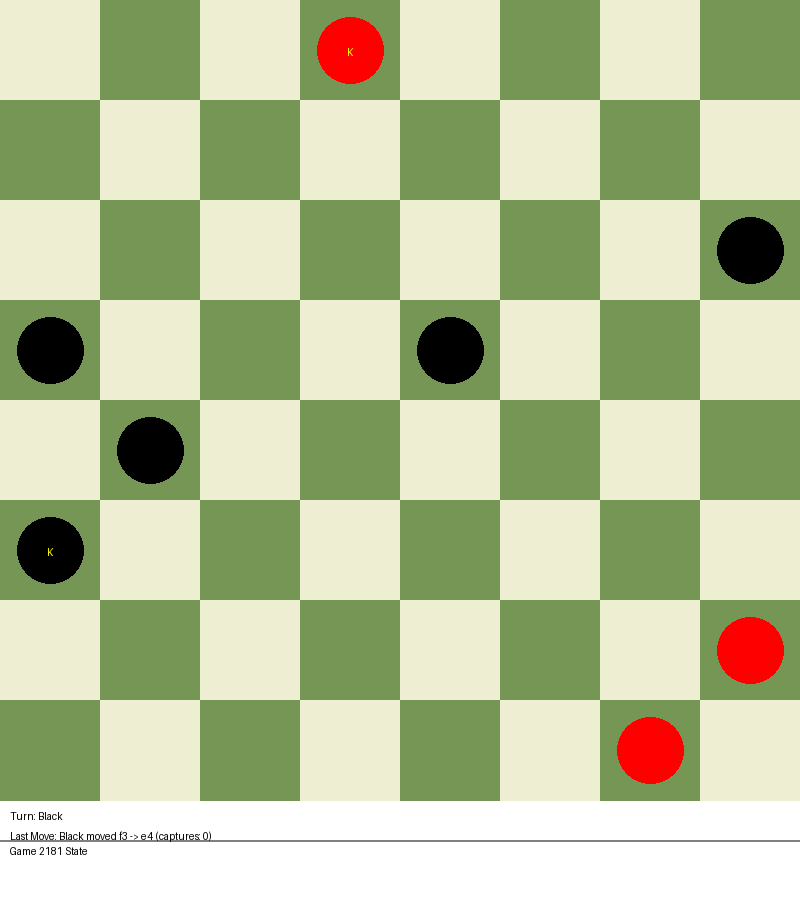 K
K
Turn: Black
Last Move: Black moved f3 -> e4 (captures: 0)
Game 2181 State